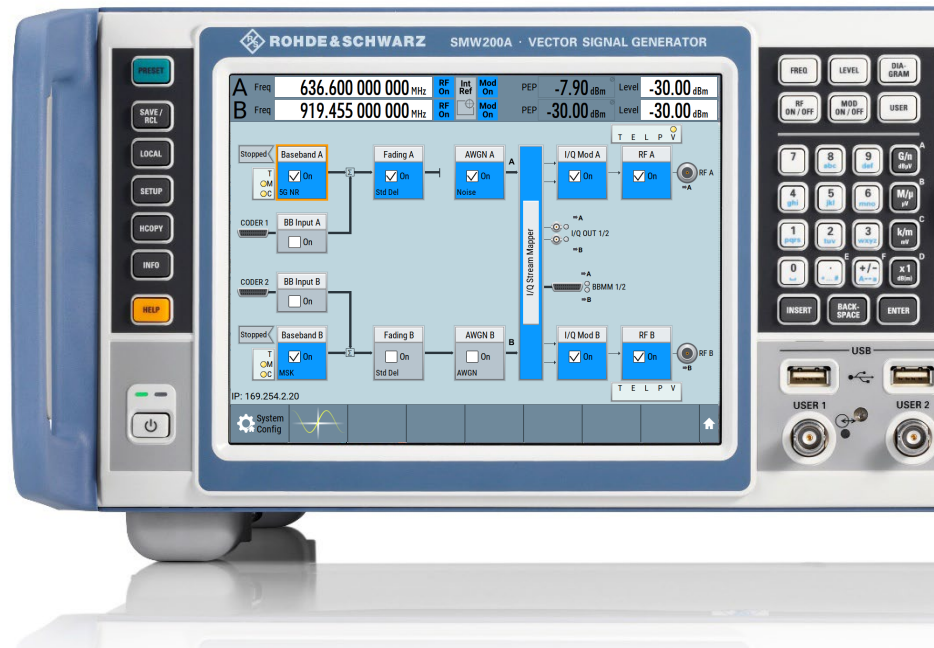 ROHDE & SCHWARZ SMW200A · VECTOR SIGNAL GENERATOR
PRESET
SAVE/
RCL
LOCAL
SETUP
HCOPY
INFO
HELP
A Freq 636.600 000 000 MHz RF On Int Ref Mod On PEP -7.90 dBm Level -30.00 dBm
B Freq 919.455 000 000 MHz RF On Mod On PEP -30.00 dBm Level -30.00 dBm
T E L P V
Stopped Baseband A Fading A AWGN A A I/Q Mod A RF A
T
M On On On On On RF A
C 5G NR Std Del Noise ∞A
CODER 1 BB Input A
On
∞A
I/Q OUT 1/2
∞B
I/Q Stream Mapper
CODER 2 BB Input B
On
∞A
BBMM 1/2
∞B
Stopped Baseband B Fading B AWGN B B I/Q Mod B RF B
T
M On On On On On RF B
C MSK Std Del AWGN ∞B
T E L P V
IP: 169.254.2.20
System
Config
FREQ LEVEL DIA-
GRAM
RF
ON / OFF MOD
ON / OFF USER
7 8 abc 9 def G/n dBµV A
4 ghi 5 jkl 6 mno M/µ µV B
1 pqrs 2 tuv 3 wxyz k/m mV C
0 . E +/- F x1 dB(m) D
INSERT BACK-
SPACE ENTER
USB
USER 1 USER 2